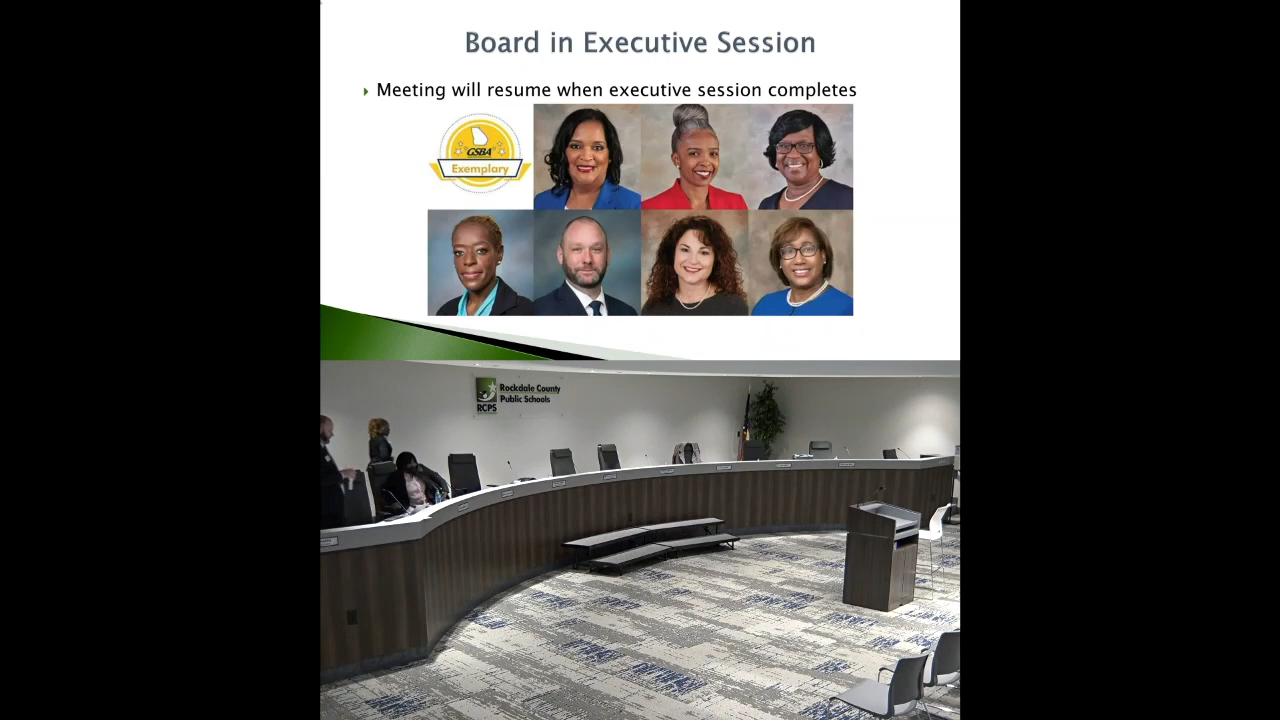 Board in Executive Session
Meeting will resume when executive session completes
GSBA
Exemplary
Rockdale County
Public Schools
RCPS